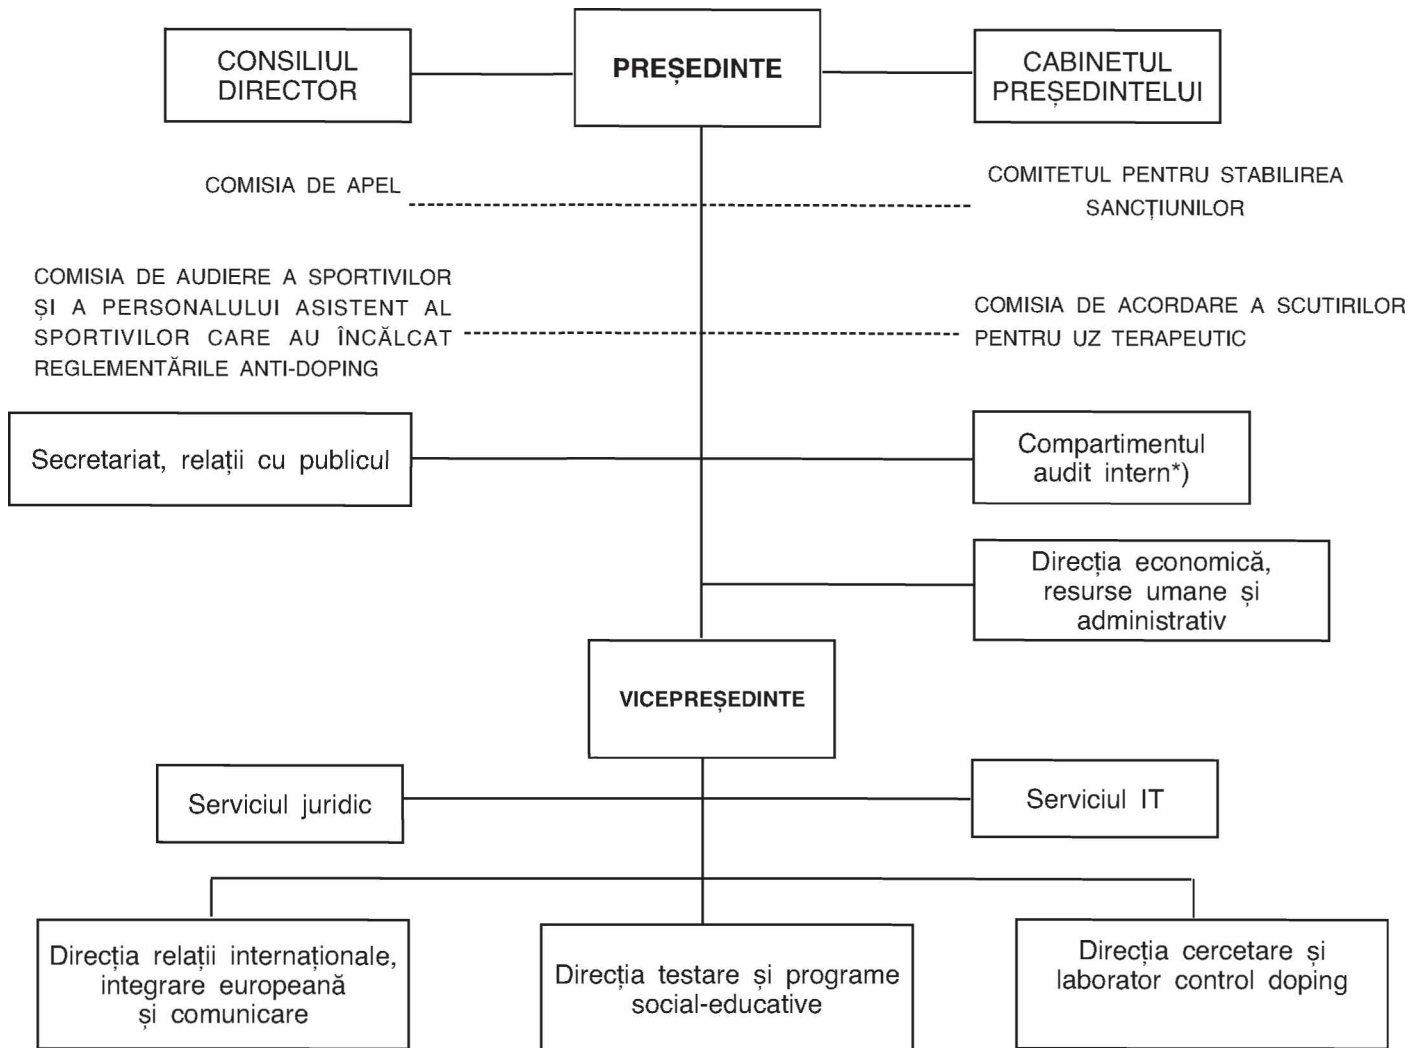 CONSILIUL
DIRECTOR
PREȘEDINTE
CABINETUL
PREȘEDINTELUI
COMISIA DE APEL
COMITETUL PENTRU STABILIREA
SANCȚIUNILOR
COMISIA DE AUDIERE A SPORTIVILOR
ȘI A PERSONALULUI ASISTENT AL
SPORTIVILOR CARE AU ÎNCĂLCAT
REGLEMENTĂRILE ANTI-DOPING
COMISIA DE ACORDARE A SCUTIRILOR
PENTRU UZ TERAPEUTIC
Secretariat, relații cu publicul
Compartimentul
audit intern*)
Direcția economică,
resurse umane și
administrativ
VICEPREȘEDINTE
Serviciul juridic
Serviciul IT
Direcția relații internaționale,
integrare europeană
și comunicare
Direcția testare și programe
social-educative
Direcția cercetare și
laborator control doping